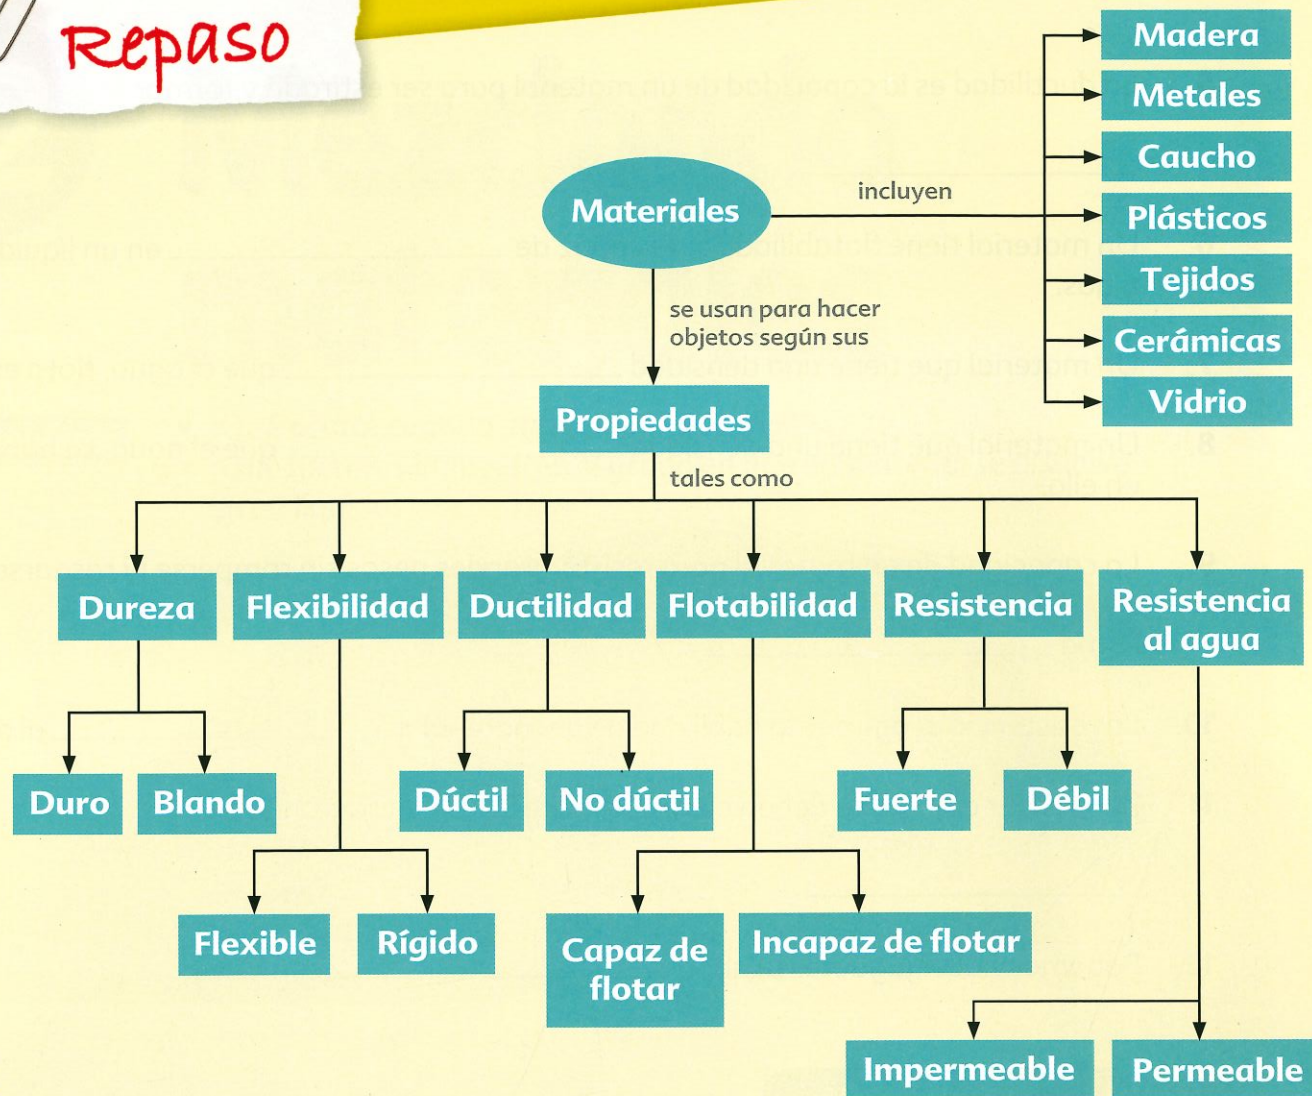 Repaso
Madera
Metales
Caucho
Plásticos
Tejidos
Cerámicas
Vidrio
Materiales
incluyen
se usan para hacer
objetos según sus
Propiedades
tales como
Dureza
Flexibilidad
Ductilidad
Flotabilidad
Resistencia
Resistencia
al agua
Duro
Blando
Dúctil
No dúctil
Fuerte
Débil
Flexible
Rígido
Capaz de
flotar
Incapaz de flotar
Impermeable
Permeable